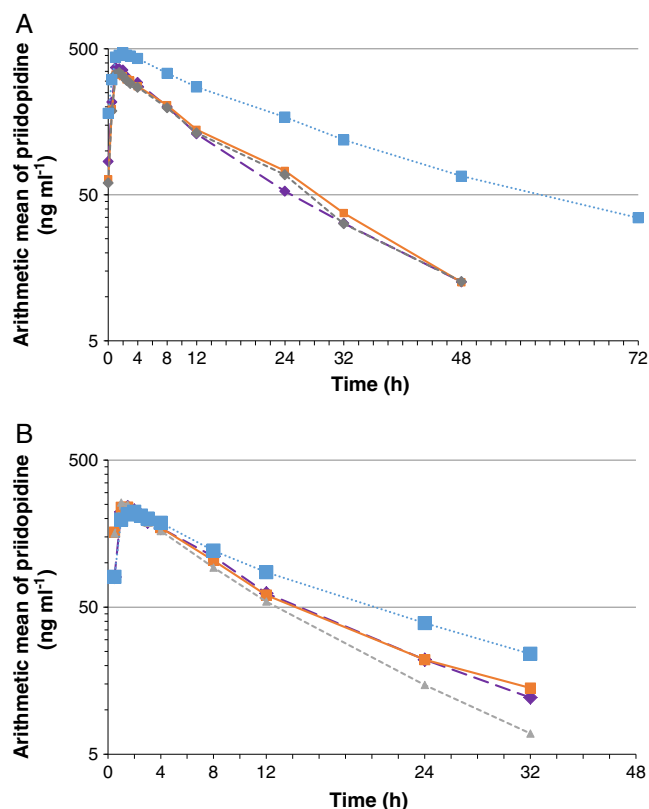 A
500
50
5
Arithmetic mean of priidopidine
(ng ml-1)
0 4 8 12 24 32 48 72
Time (h)
B
500
50
5
Arithmetic mean of priidopidine
(ng ml-1)
0 4 8 12 24 32 48
Time (h)